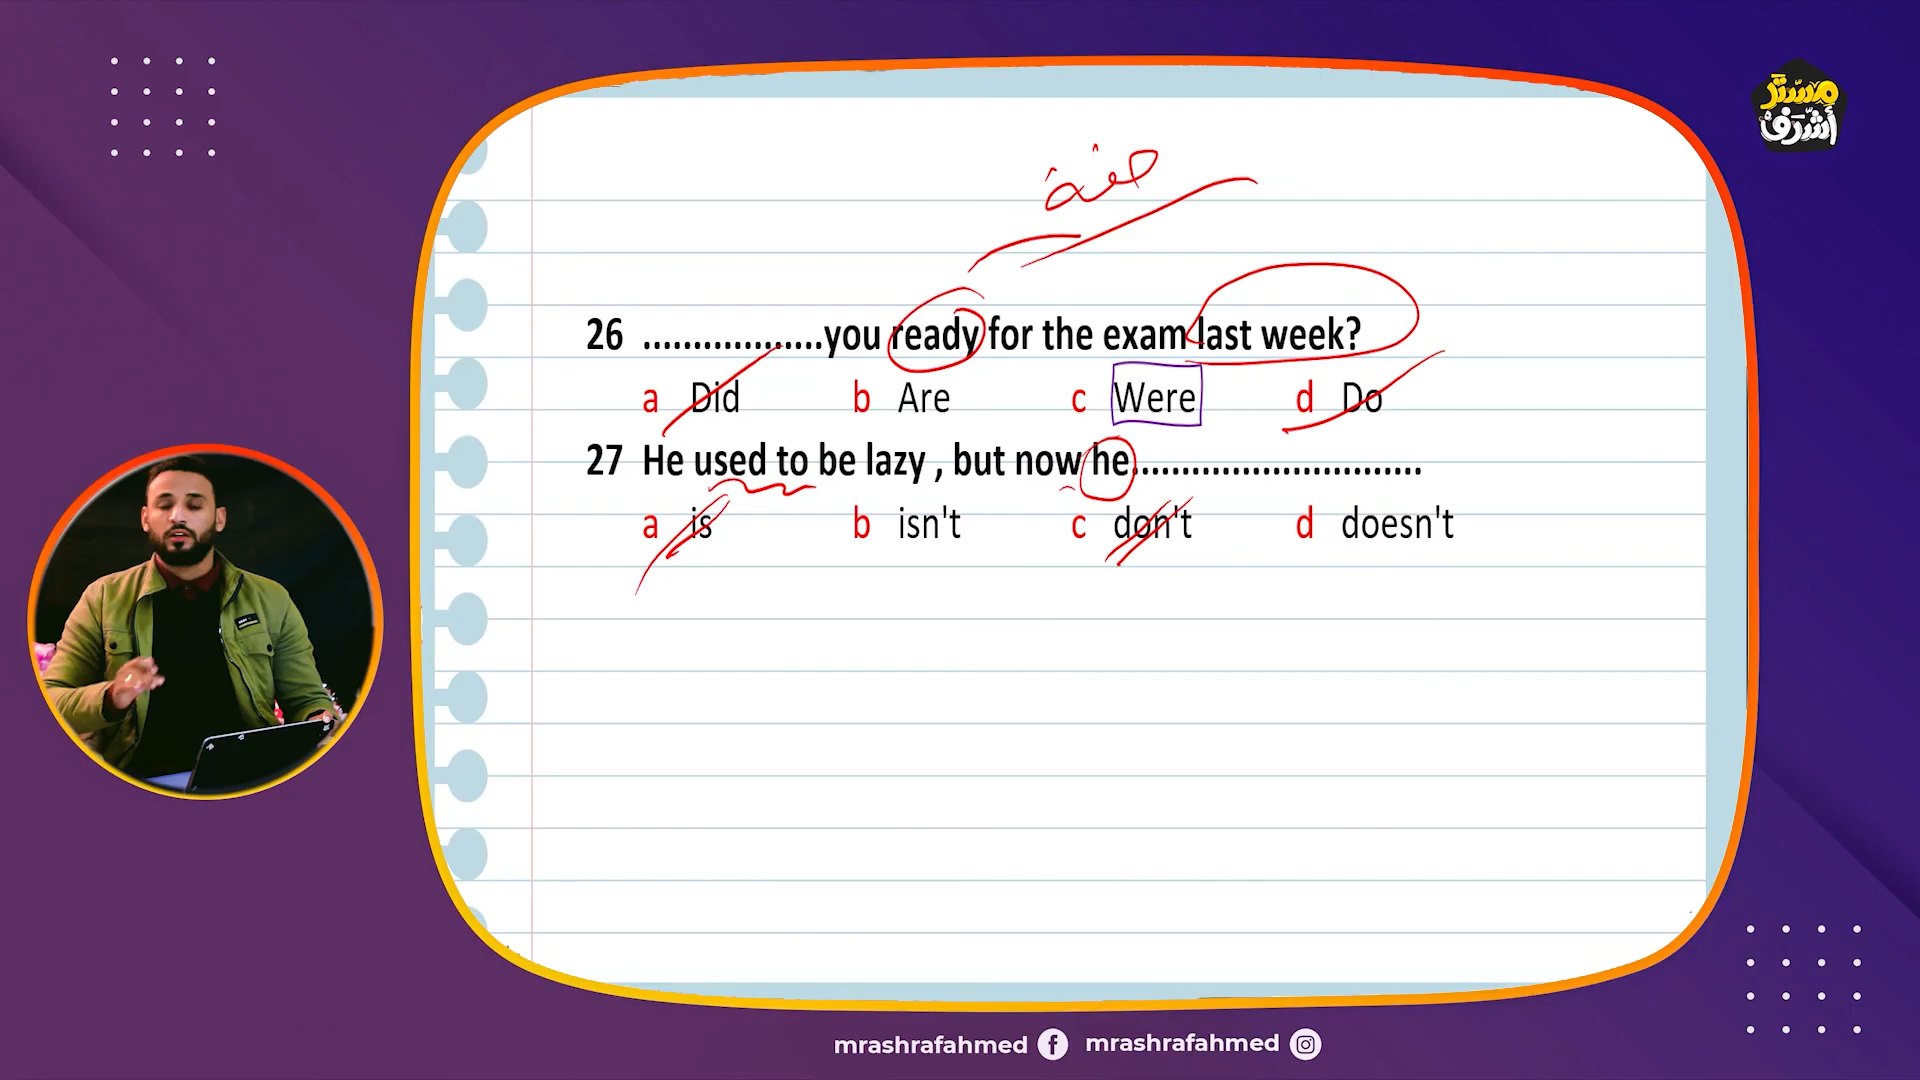 مستر
أشرف
صفة
26 ..................you ready for the exam last week?
a Did b Are c Were d Do
27 He used to be lazy , but now he.............................
a is b isn't c don't d doesn't
mrashrafahmed mrashrafahmed